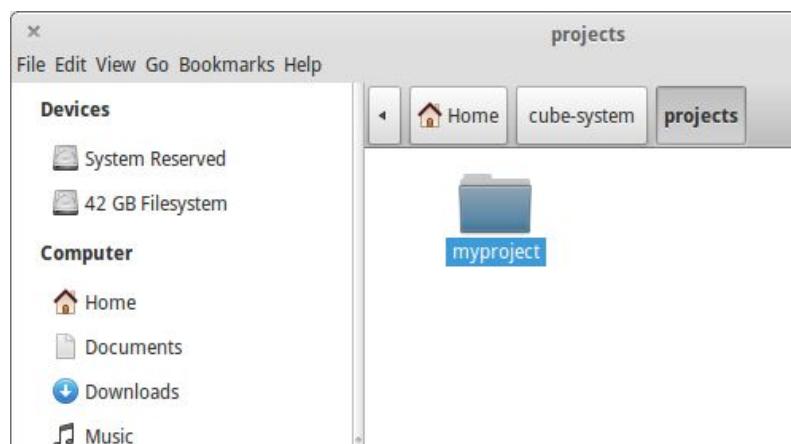 projects
File Edit View Go Bookmarks Help
Devices
System Reserved
42 GB Filesystem
Computer
Home
Documents
Downloads
Music
Home cube-system projects
myproject